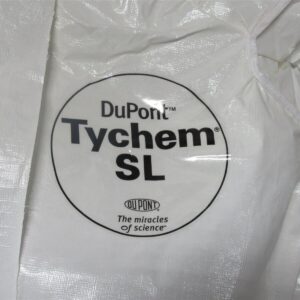 DuPont™
Tychem®
SL
DUPONT
The miracles
of science™